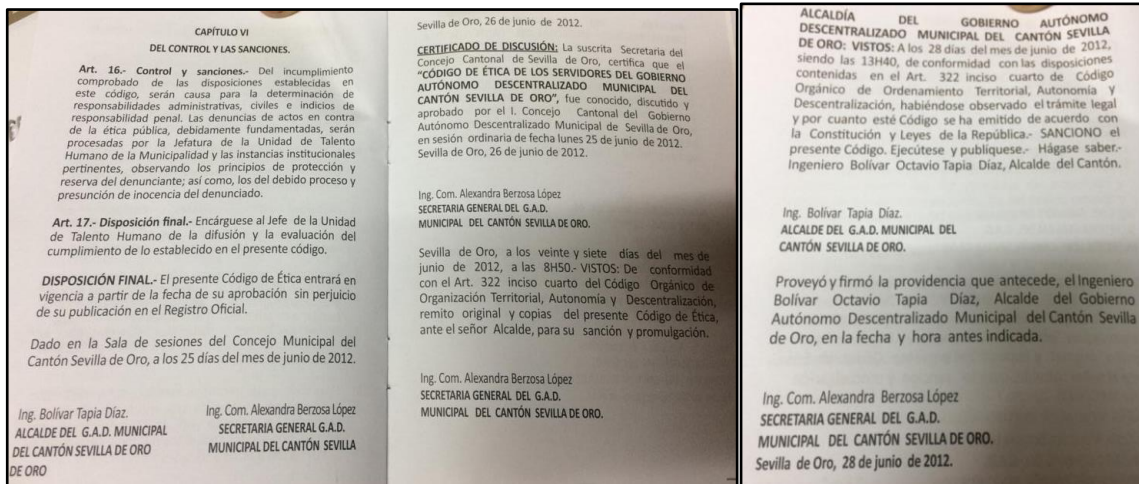 CAPÍTULO VI
DEL CONTROL Y LAS SANCIONES.
Art. 16.- Control y sanciones.- Del incumplimiento
comprobado de las disposiciones establecidas en
este código, serán causa para la determinación de
responsabilidades administrativas, civiles e indicios de
responsabilidad penal. Las denuncias de actos en contra
de la ética pública, debidamente fundamentadas, serán
procesadas por la Jefatura de la Unidad de Talento
Humano de la Municipalidad y las instancias institucionales
pertinentes, observando los principios de protección y
reserva del denunciante; así como, los del debido proceso y
presunción de inocencia del denunciado.
Art. 17.- Disposición final.- Encárguese al Jefe de la Unidad
de Talento Humano de la difusión y la evaluación del
cumplimiento de lo establecido en el presente código.
DISPOSICIÓN FINAL.- El presente Código de Ética entrará en
vigencia a partir de la fecha de su aprobación sin perjuicio
de su publicación en el Registro Oficial.
Dado en la Sala de sesiones del Concejo Municipal del
Cantón Sevilla de Oro, a los 25 días del mes de junio de 2012.
Ing. Bolívar Tapia Díaz.
ALCALDE DEL G.A.D. MUNICIPAL
DEL CANTÓN SEVILLA DE ORO
DE ORO
Ing. Com. Alexandra Berzosa López
SECRETARIA GENERAL G.A.D.
MUNICIPAL DEL CANTÓN SEVILLA
Sevilla de Oro, 26 de junio de 2012.
CERTIFICADO DE DISCUSIÓN: La suscrita Secretaria del
Concejo Cantonal de Sevilla de Oro, certifica que el
“CÓDIGO DE ÉTICA DE LOS SERVIDORES DEL GOBIERNO
AUTÓNOMO DESCENTRALIZADO MUNICIPAL DEL
CANTÓN SEVILLA DE ORO”, fue conocido, discutido y
aprobado por el I. Concejo Cantonal del Gobierno
Autónomo Descentralizado Municipal de Sevilla de Oro,
en sesión ordinaria de fecha lunes 25 de junio de 2012.
Sevilla de Oro, 26 de junio de 2012.
Ing. Com. Alexandra Berzosa López
SECRETARIA GENERAL DEL G.A.D.
MUNICIPAL DEL CANTÓN SEVILLA DE ORO.
Sevilla de Oro, a los veinte y siete días del mes de
junio de 2012, a las 8H50.- VISTOS: De conformidad
con el Art. 322 inciso cuarto del Código Orgánico de
Organización Territorial, Autonomía y Descentralización,
remito original y copias del presente Código de Ética,
ante el señor Alcalde, para su sanción y promulgación.
Ing. Com. Alexandra Berzosa López
SECRETARIA GENERAL DEL G.A.D.
MUNICIPAL DEL CANTÓN SEVILLA DE ORO.
ALCALDÍA DEL GOBIERNO AUTÓNOMO
DESCENTRALIZADO MUNICIPAL DEL CANTÓN SEVILLA
DE ORO: VISTOS: A los 28 días del mes de junio de 2012,
siendo las 13H40, de conformidad con las disposiciones
contenidas en el Art. 322 inciso cuarto de Código
Orgánico de Ordenamiento Territorial, Autonomía y
Descentralización, habiéndose observado el trámite legal
y por cuanto esté Código se ha emitido de acuerdo con
la Constitución y Leyes de la República.- SANCIONO el
presente Código. Ejecútese y publíquese.- Hágase saber.-
Ingeniero Bolívar Octavio Tapia Díaz, Alcalde del Cantón.
Ing. Bolívar Tapia Díaz.
ALCALDE DEL G.A.D. MUNICIPAL DEL
CANTÓN SEVILLA DE ORO.
Proveyó y firmó la providencia que antecede, el Ingeniero
Bolívar Octavio Tapia Díaz, Alcalde del Gobierno
Autónomo Descentralizado Municipal del Cantón Sevilla
de Oro, en la fecha y hora antes indicada.
Ing. Com. Alexandra Berzosa López
SECRETARIA GENERAL DEL G.A.D.
MUNICIPAL DEL CANTÓN SEVILLA DE ORO.
Sevilla de Oro, 28 de junio de 2012.